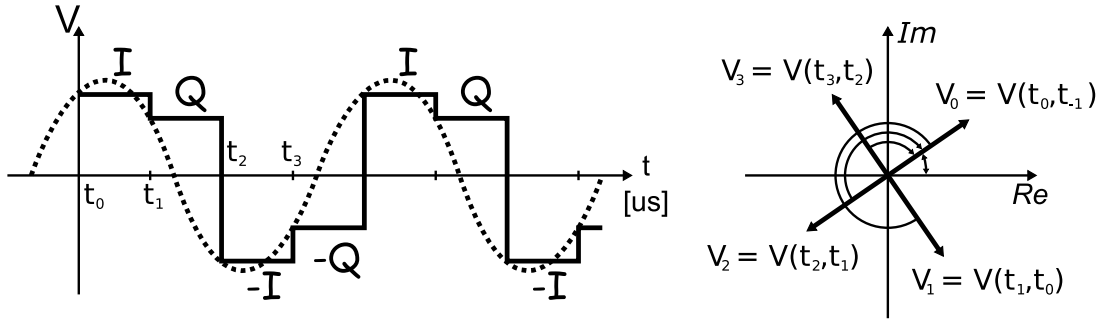 V
I
Q
I
Q
t₀
t₁
t₂
t₃
t
[us]
-I
-Q
-I
Im
Re
V₃ = V(t₃,t₂)
V₀ = V(t₀,t₋₁)
V₂ = V(t₂,t₁)
V₁ = V(t₁,t₀)